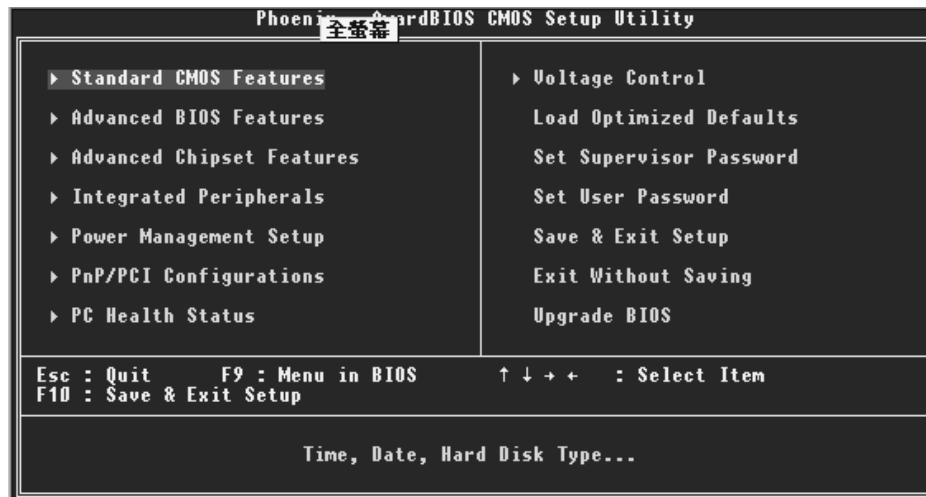 Phoeni ardBIOS CMOS Setup Utility
全螢幕
▸ Standard CMOS Features
▸ Advanced BIOS Features
▸ Advanced Chipset Features
▸ Integrated Peripherals
▸ Power Management Setup
▸ PnP/PCI Configurations
▸ PC Health Status
▸ Voltage Control
Load Optimized Defaults
Set Supervisor Password
Set User Password
Save & Exit Setup
Exit Without Saving
Upgrade BIOS
Esc : Quit F9 : Menu in BIOS ↑ ↓ → ← : Select Item
F10 : Save & Exit Setup
Time, Date, Hard Disk Type...